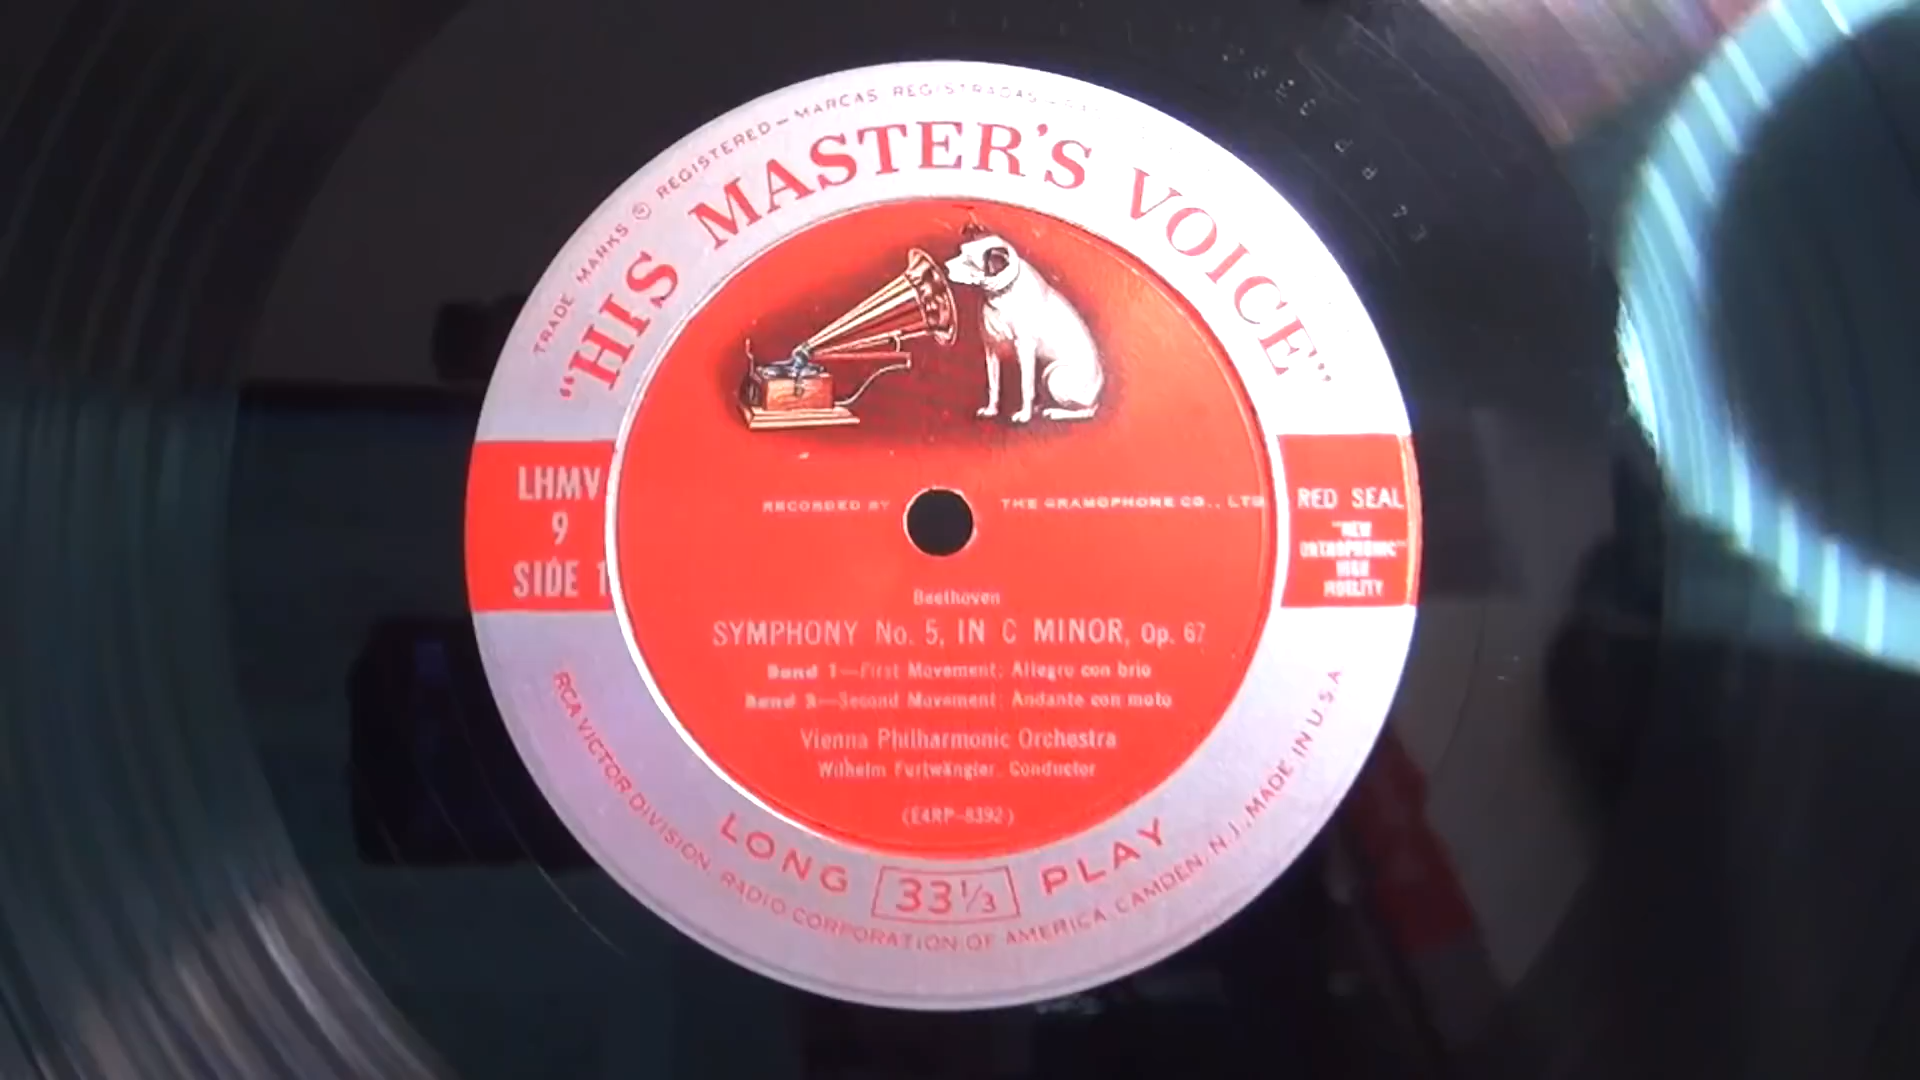 TRADE MARKS ® REGISTERED — MARCAS REGISTRADAS
"HIS MASTER'S VOICE"
LHMV
9
SIDE 1
RECORDED BY THE GRAMOPHONE CO., LTD
RED SEAL
"NEW
ORTHOPHONIC"
HIGH
FIDELITY
Beethoven
SYMPHONY No. 5, IN C MINOR, Op. 67
Band 1—First Movement: Allegro con brio
Band 2—Second Movement: Andante con moto
Vienna Philharmonic Orchestra
Wilhelm Furtwängler, Conductor
(E4RP-8392)
LONG 33⅓ PLAY
RCA VICTOR DIVISION, RADIO CORPORATION OF AMERICA, CAMDEN, N.J., MADE IN U.S.A.